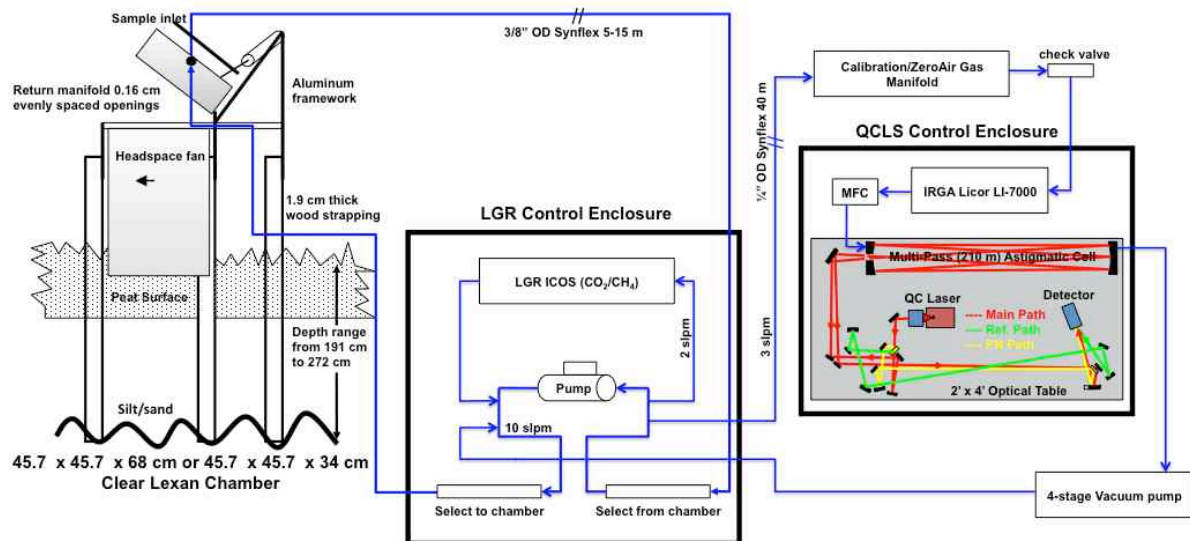 Sample inlet
3/8” OD Synflex 5-15 m
Return manifold 0.16 cm
evenly spaced openings
Aluminum
framework
Headspace fan
1.9 cm thick
wood strapping
Peat Surface
Depth range
from 191 cm
to 272 cm
Silt/sand
45.7 x 45.7 x 68 cm or 45.7 x 45.7 x 34 cm
Clear Lexan Chamber
LGR Control Enclosure
LGR ICOS (CO₂/CH₄)
2 slpm
Pump
10 slpm
Select to chamber
Select from chamber
3 slpm
¼” OD Synflex 40 m
Calibration/ZeroAir Gas
Manifold
check valve
QCLS Control Enclosure
MFC
IRGA Licor LI-7000
Multi-Pass (210 m) Astigmatic Cell
QC Laser
Detector
Main Path
Ref. Path
PN Path
2' x 4' Optical Table
4-stage Vacuum pump